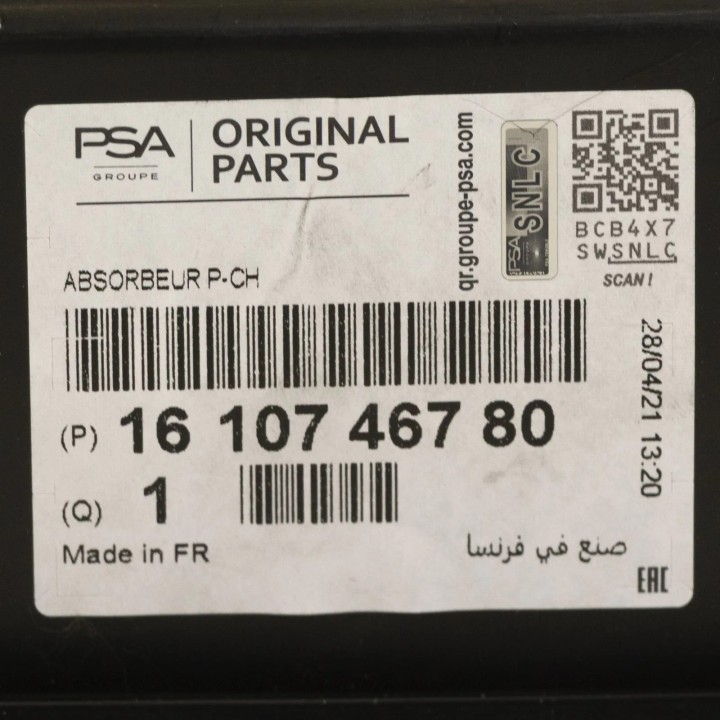 PSA
GROUPE
ORIGINAL
PARTS
qr.groupe-psa.com
PSA
SNLC
BCB4X7
SWSNLC
SCAN!
ABSORBEUR P-CH
28/04/21 13:20
(P) 16 107 467 80
(Q) 1
Made in FR
صنع في فرنسا
EAC